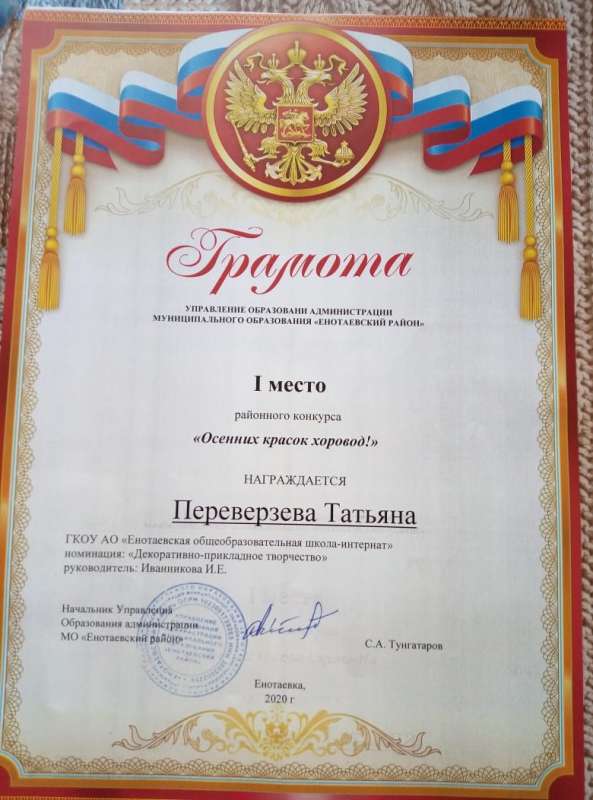 Грамота
УПРАВЛЕНИЕ ОБРАЗОВАНИ АДМИНИСТРАЦИИ
МУНИЦИПАЛЬНОГО ОБРАЗОВАНИЯ «ЕНОТАЕВСКИЙ РАЙОН»
I место
районного конкурса
«Осенних красок хоровод!»
НАГРАЖДАЕТСЯ
Переверзева Татьяна
ГКОУ АО «Енотаевская общеобразовательная школа-интернат»
номинация: «Декоративно-прикладное творчество»
руководитель: Иванникова И.Е.
Начальник Управления
Образования администрации
МО «Енотаевский район»
С.А. Тунгатаров
Енотаевка,
2020 г